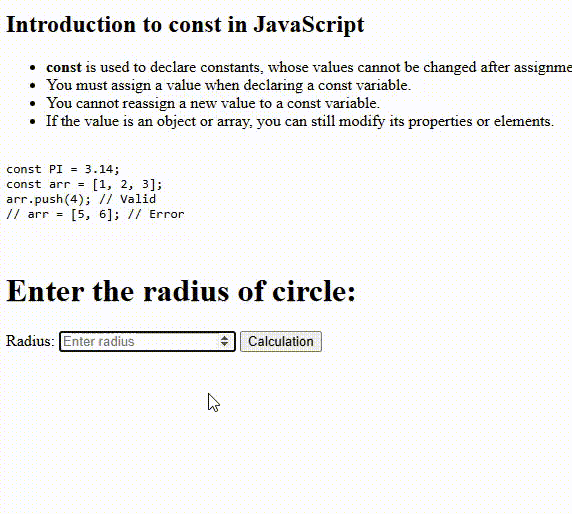 Introduction to const in JavaScript
const is used to declare constants, whose values cannot be changed after
You must assign a value when declaring a const variable.
You cannot reassign a new value to a const variable.
If the value is an object or array, you can still modify its properties or elements.
const PI = 3.14;
const arr = [1, 2, 3];
arr.push(4); // Valid
// arr = [5, 6]; // Error
Enter the radius of circle:
Radius: Enter radius Calculation